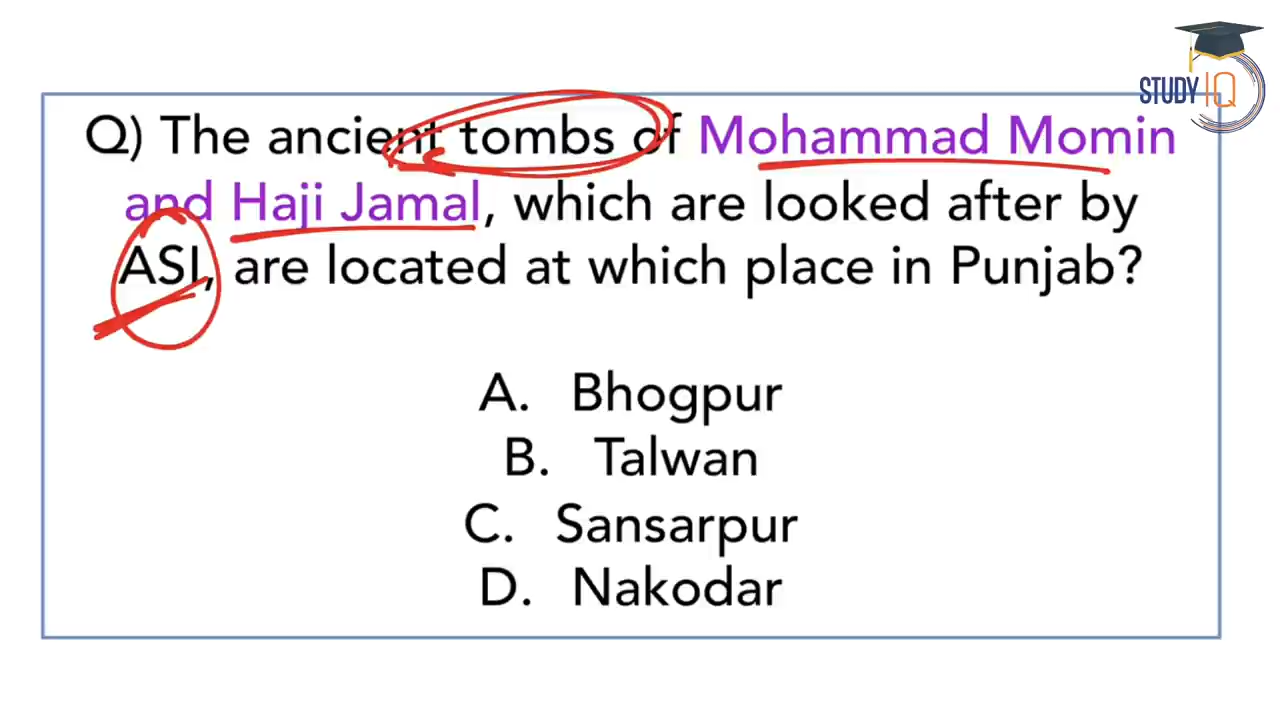 STUDY IQ
Q) The ancient tombs of Mohammad Momin
and Haji Jamal, which are looked after by
ASI, are located at which place in Punjab?
A. Bhogpur
B. Talwan
C. Sansarpur
D. Nakodar